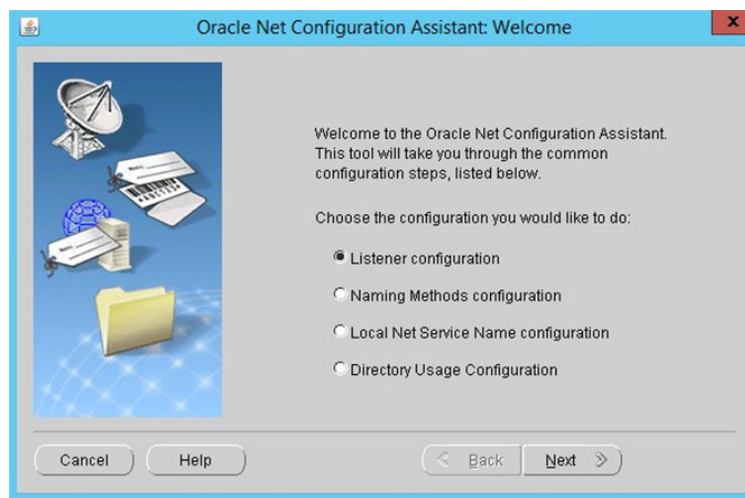 Oracle Net Configuration Assistant: Welcome
x
Welcome to the Oracle Net Configuration Assistant.
This tool will take you through the common
configuration steps, listed below.
Choose the configuration you would like to do:
Listener configuration
Naming Methods configuration
Local Net Service Name configuration
Directory Usage Configuration
Cancel
Help
Back
Next